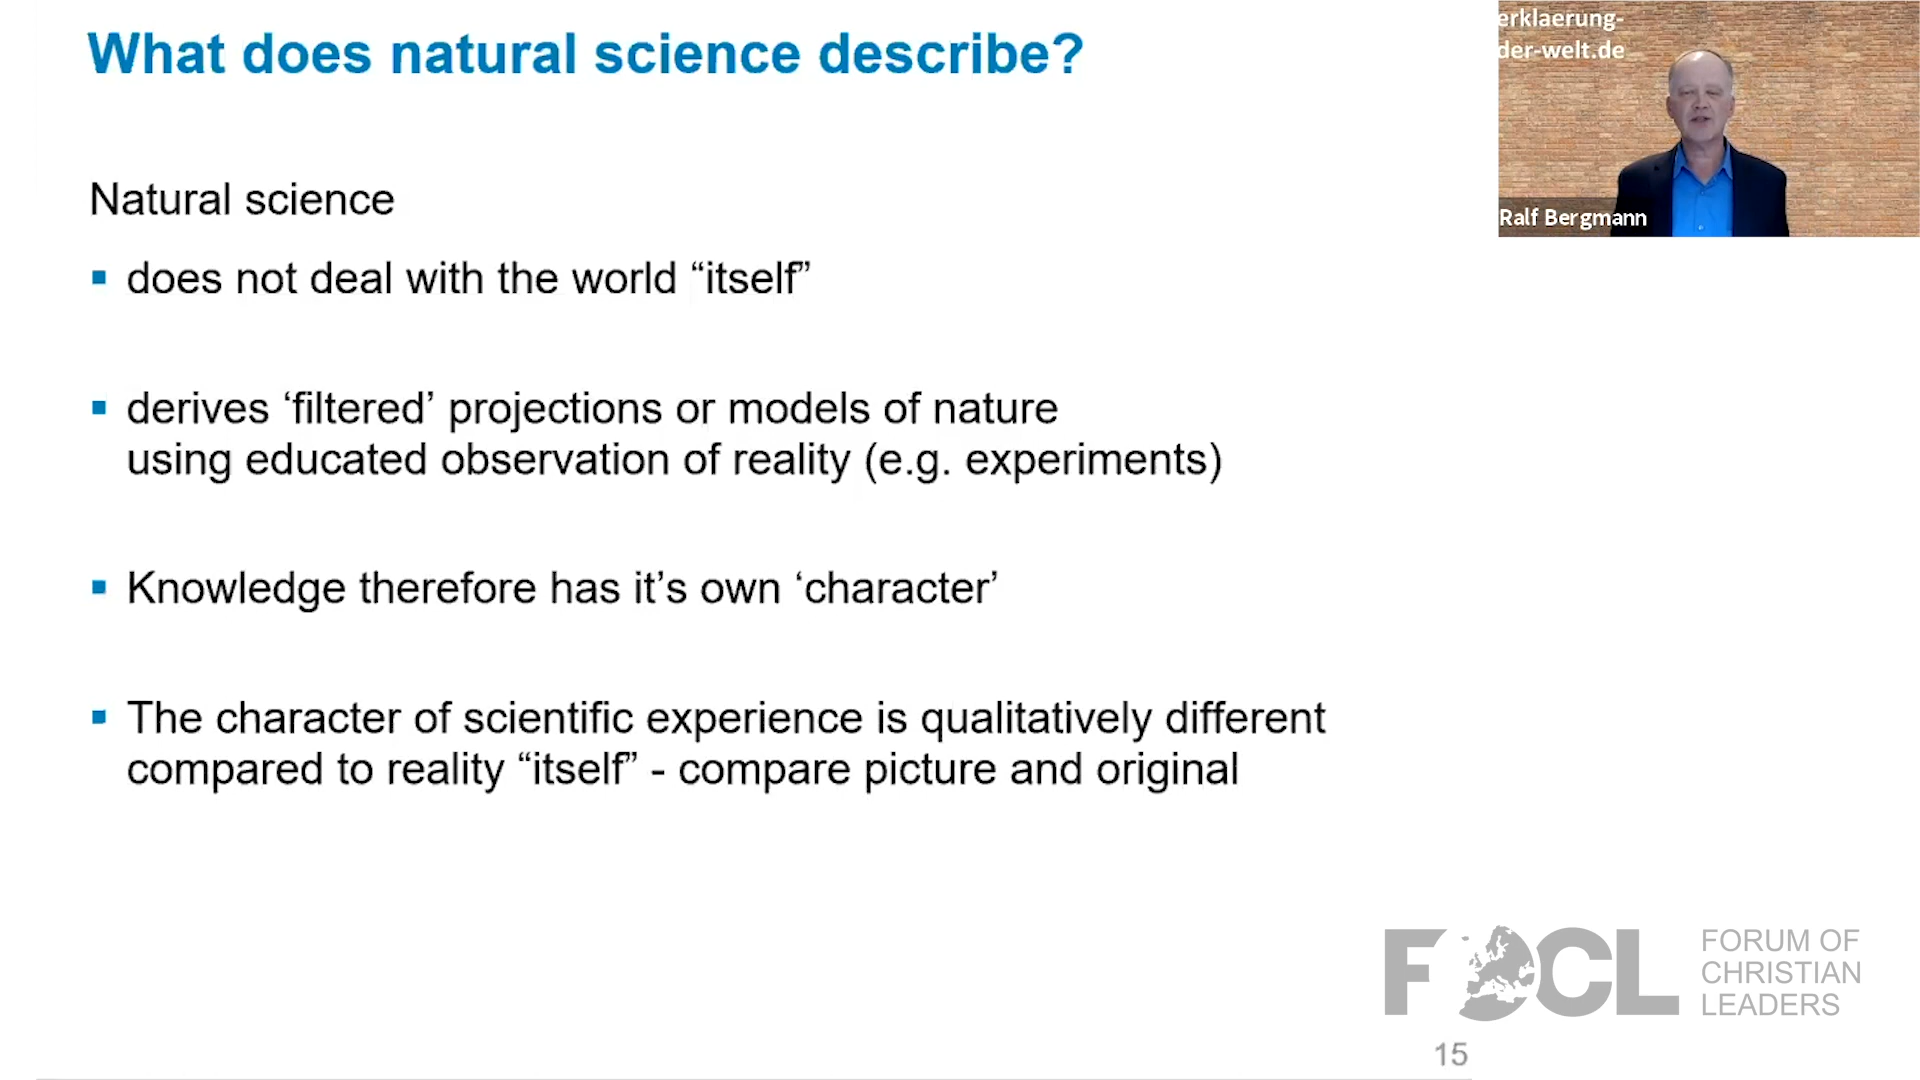 What does natural science describe?
erklaerung-
der-welt.de
Ralf Bergmann
Natural science
▪ does not deal with the world “itself”
▪ derives ‘filtered’ projections or models of nature
using educated observation of reality (e.g. experiments)
▪ Knowledge therefore has it’s own ‘character’
▪ The character of scientific experience is qualitatively different
compared to reality “itself” - compare picture and original
FOCL
FORUM OF
CHRISTIAN
LEADERS
15